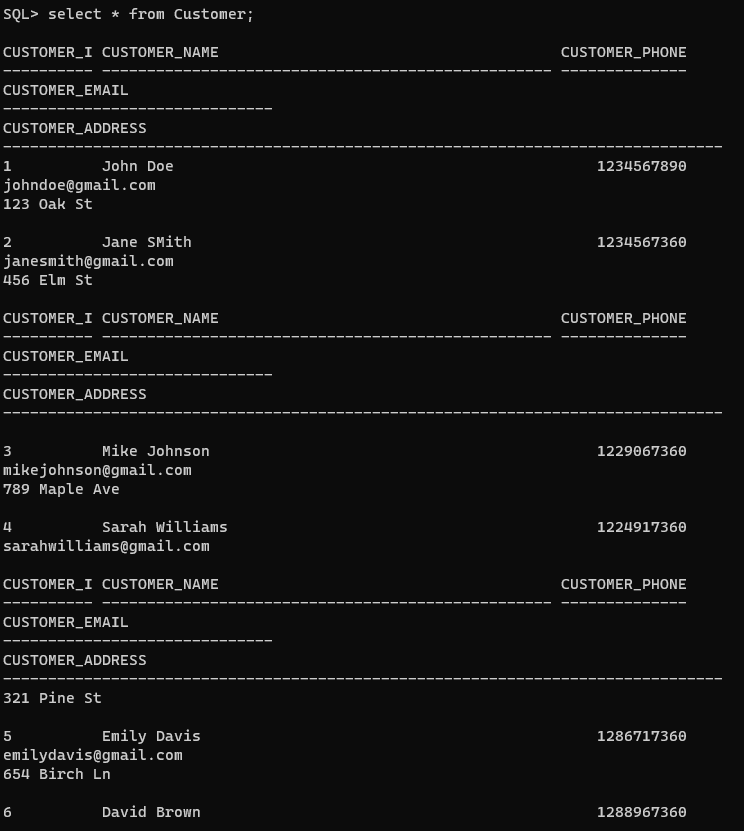 SQL> select * from Customer;
CUSTOMER_I CUSTOMER_NAME                                      CUSTOMER_PHONE
---------- -------------------------------------------------- --------------
CUSTOMER_EMAIL
------------------------------
CUSTOMER_ADDRESS
--------------------------------------------------------------------------------
1          John Doe                                               1234567890
johndoe@gmail.com
123 Oak St
2          Jane SMith                                             1234567360
janesmith@gmail.com
456 Elm St
CUSTOMER_I CUSTOMER_NAME                                      CUSTOMER_PHONE
---------- -------------------------------------------------- --------------
CUSTOMER_EMAIL
------------------------------
CUSTOMER_ADDRESS
--------------------------------------------------------------------------------
3          Mike Johnson                                           1229067360
mikejohnson@gmail.com
789 Maple Ave
4          Sarah Williams                                         1224917360
sarahwilliams@gmail.com
CUSTOMER_I CUSTOMER_NAME                                      CUSTOMER_PHONE
---------- -------------------------------------------------- --------------
CUSTOMER_EMAIL
------------------------------
CUSTOMER_ADDRESS
--------------------------------------------------------------------------------
321 Pine St
5          Emily Davis                                            1286717360
emilydavis@gmail.com
654 Birch Ln
6          David Brown                                            1288967360